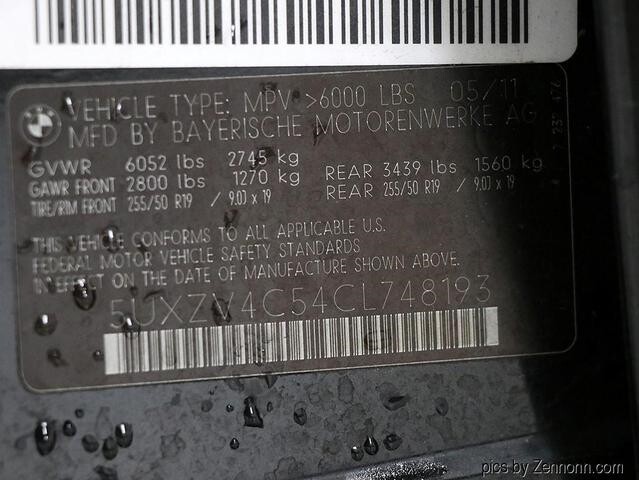 VEHICLE TYPE: MPV >6000 LBS 05/11
MFD BY BAYERISCHE MOTORENWERKE AG
GVWR 6052 lbs 2745 kg
GAWR FRONT 2800 lbs 1270 kg REAR 3439 lbs 1560 kg
TIRE/RIM FRONT 255/50 R19 / 9.0J x 19 REAR 255/50 R19 / 9.0J x 19
THIS VEHICLE CONFORMS TO ALL APPLICABLE U.S.
FEDERAL MOTOR VEHICLE SAFETY STANDARDS
IN EFFECT ON THE DATE OF MANUFACTURE SHOWN ABOVE.
5UXZV4C54CL748193
pics by Zennonn.com